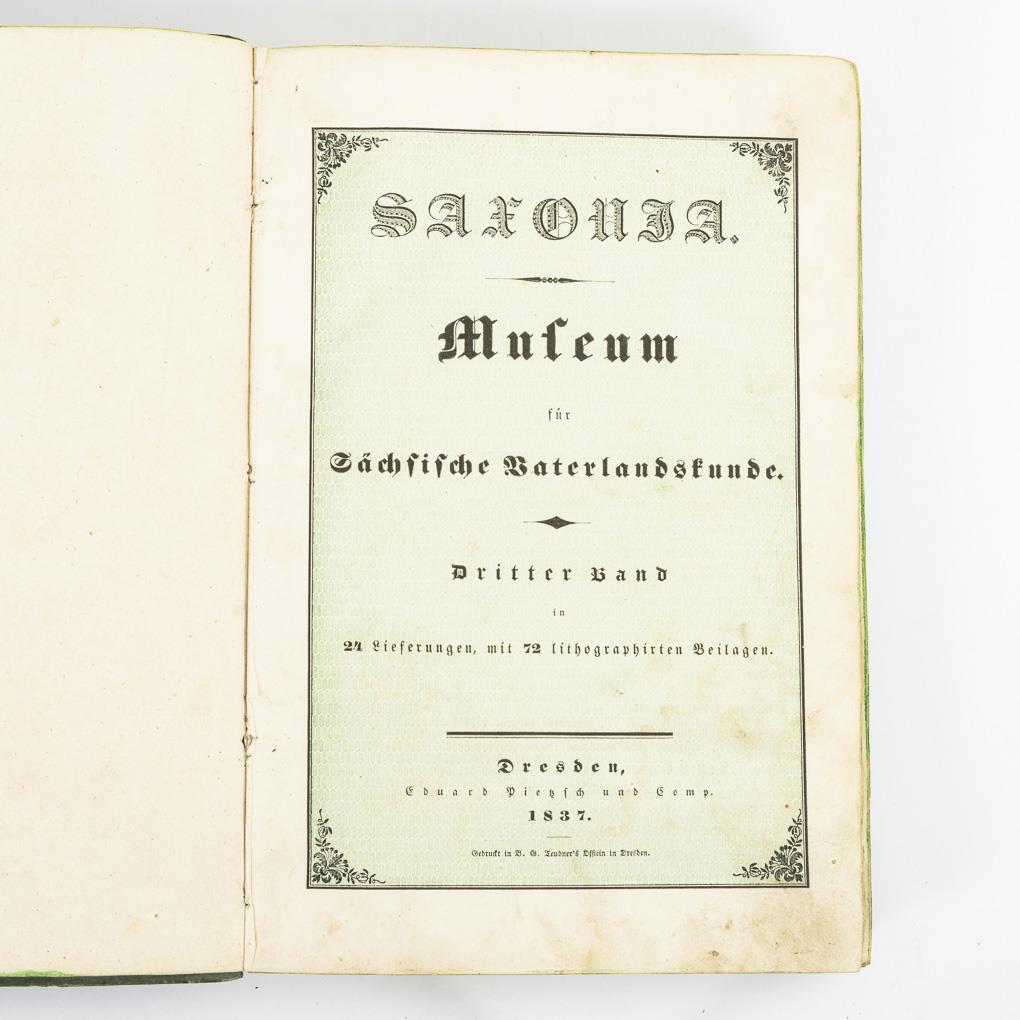 SAXONIA.
Muſeum
für
Sächſiſche Vaterlandskunde.
Dritter Band
in
24 Lieferungen, mit 72 lithographirten Beilagen.
Dresden,
Eduard Pietzſch und Comp.
1837.
Gedruckt in B. G. Teubner's Officin in Dresden.